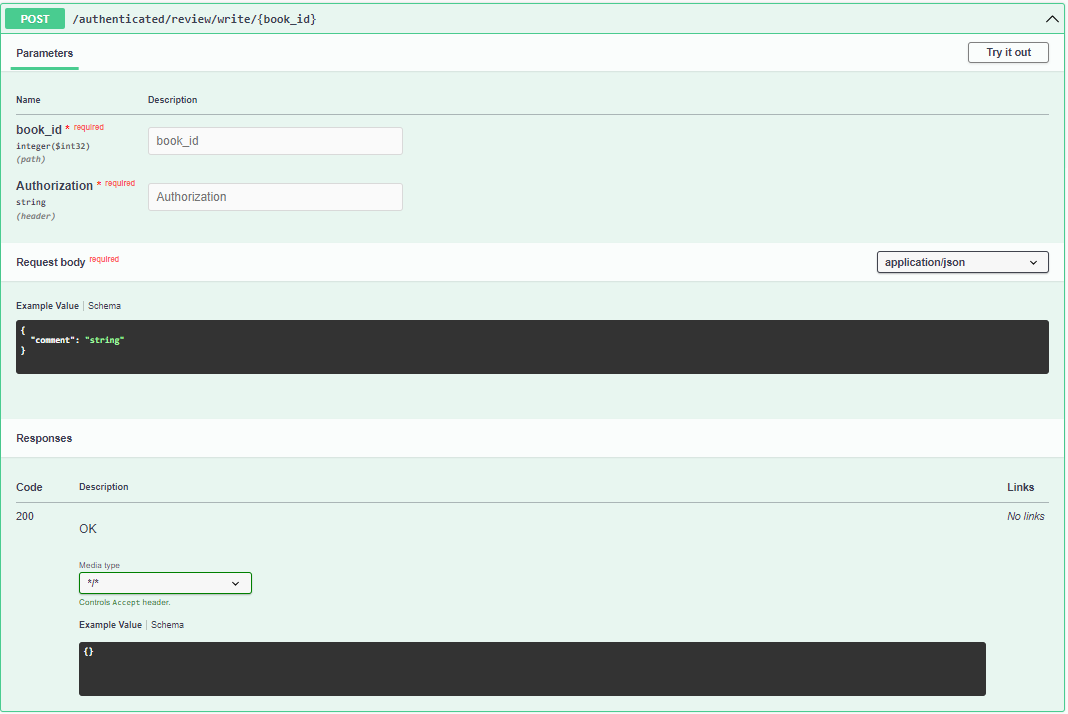 POST /authenticated/review/write/{book_id}
Parameters
Try it out
Name Description
book_id * required
integer($int32)
(path)
book_id
Authorization * required
string
(header)
Authorization
Request body required
application/json
Example Value | Schema
{
"comment": "string"
}
Responses
Code Description Links
200
OK
No links
Media type
*/*
Controls Accept header.
Example Value | Schema
{}